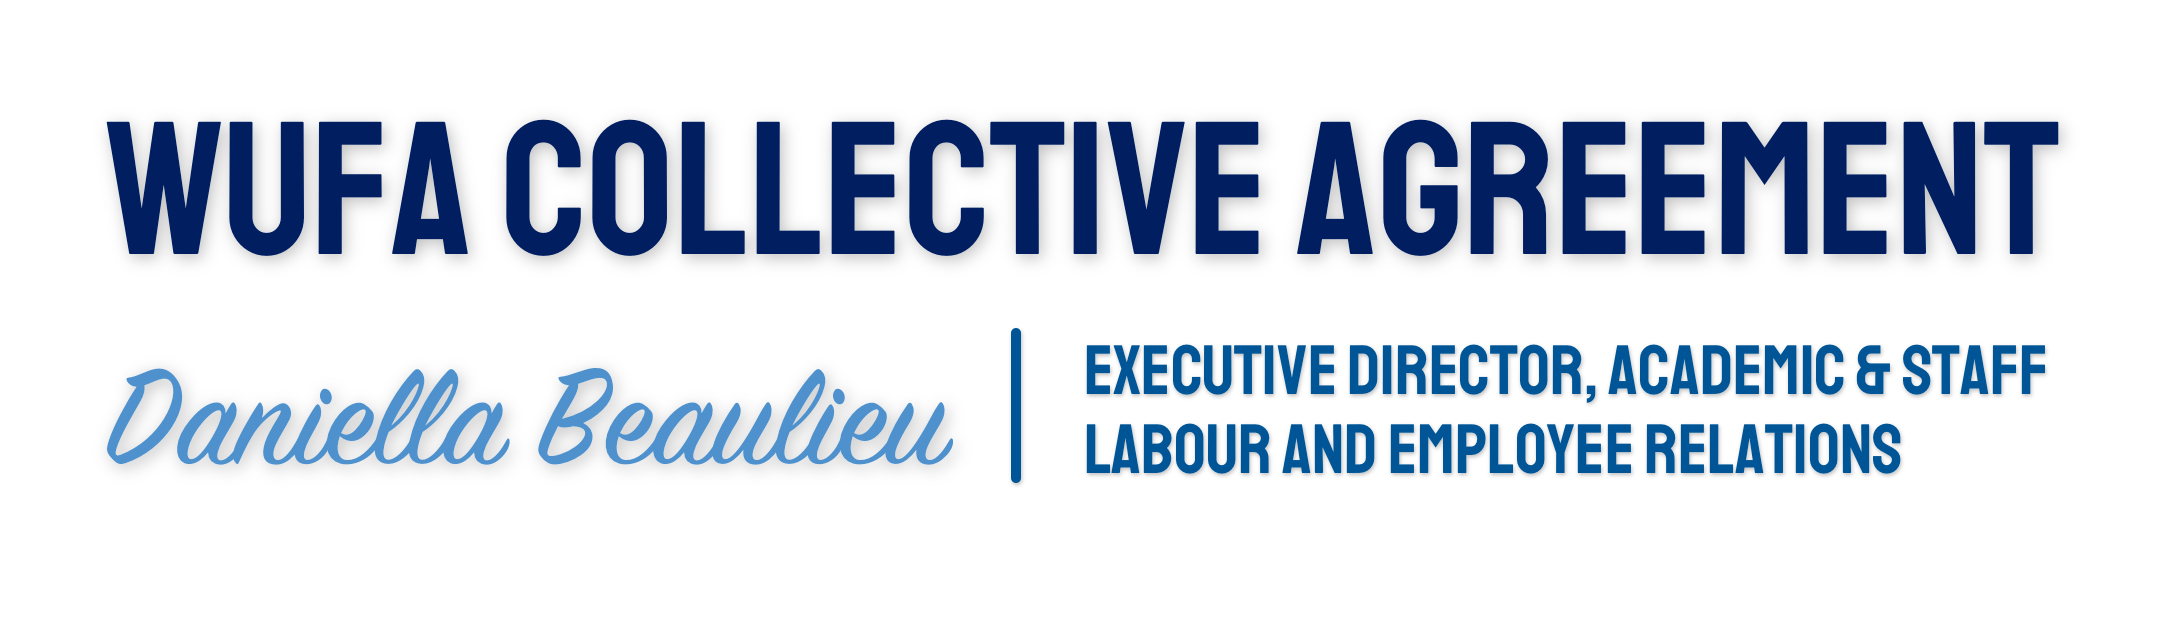 WUFA COLLECTIVE AGREEMENT
Daniella Beaulieu
EXECUTIVE DIRECTOR, ACADEMIC & STAFF
LABOUR AND EMPLOYEE RELATIONS